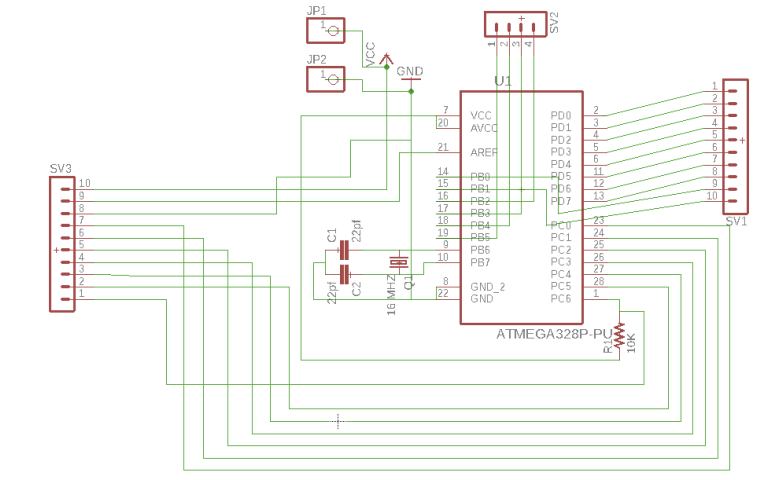 JP1
1
JP2
1
VCC
GND
SV2
1
2
3
4
U1
7
VCC
20
AVCC
21
AREF
14
PB0
15
PB1
16
PB2
17
PB3
18
PB4
19
PB5
9
PB6
10
PB7
8
GND_2
22
GND
PD0
2
PD1
3
PD2
4
PD3
5
PD4
6
PD5
11
PD6
12
PD7
13
PC0
23
PC1
24
PC2
25
PC3
26
PC4
27
PC5
28
PC6
1
ATMEGA328P-PU
R1
10K
1
2
3
4
5
6
7
8
9
10
SV1
SV3
10
9
8
7
6
5
4
3
2
1
C1
22pf
22pf
C2
16 MHZ
Q1